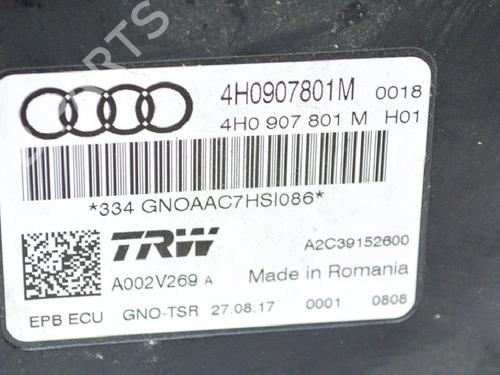 4H0907801M 0018
4H0 907 801 M H01
*334 GNOAAC7HSI086*
TRW A2C39152600
A002V269 A Made in Romania
EPB ECU GNO-TSR 27.08.17 0001 0808